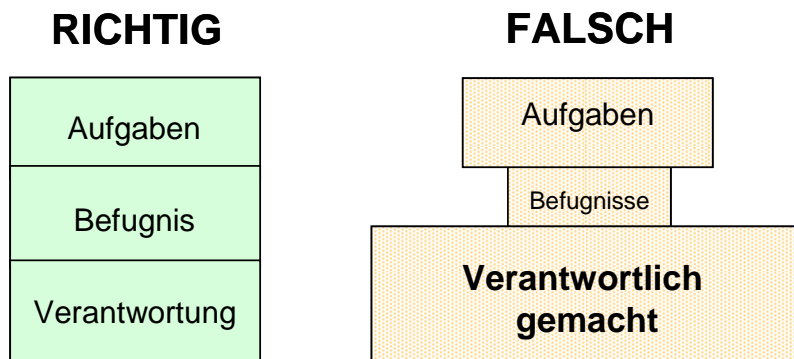 RICHTIG
Aufgaben
Befugnis
Verantwortung
FALSCH
Aufgaben
Befugnisse
Verantwortlich
gemacht